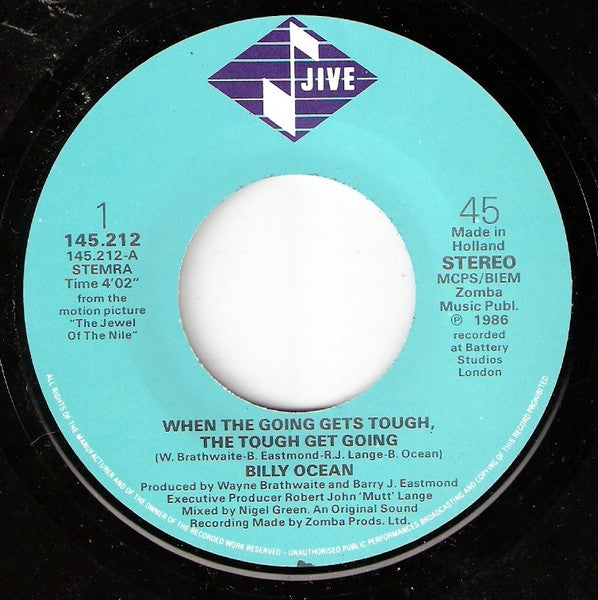 JIVE
1
145.212
145.212-A
STEMRA
Time 4'02"
from the
motion picture
"The Jewel
Of The Nile"
45
Made in
Holland
STEREO
MCPS/BIEM
Zomba
Music Publ.
℗ 1986
recorded
at Battery
Studios
London
WHEN THE GOING GETS TOUGH,
THE TOUGH GET GOING
(W. Brathwaite-B. Eastmond-R.J. Lange-B. Ocean)
BILLY OCEAN
Produced by Wayne Brathwaite and Barry J. Eastmond
Executive Producer Robert John 'Mutt' Lange
Mixed by Nigel Green. An Original Sound
Recording Made by Zomba Prods. Ltd.
ALL RIGHTS OF THE MANUFACTURER AND OF THE OWNER OF THE RECORDED WORK RESERVED - UNAUTHORISED PUBLIC PERFORMANCES BROADCASTING AND COPYING OF THIS RECORD PROHIBITED